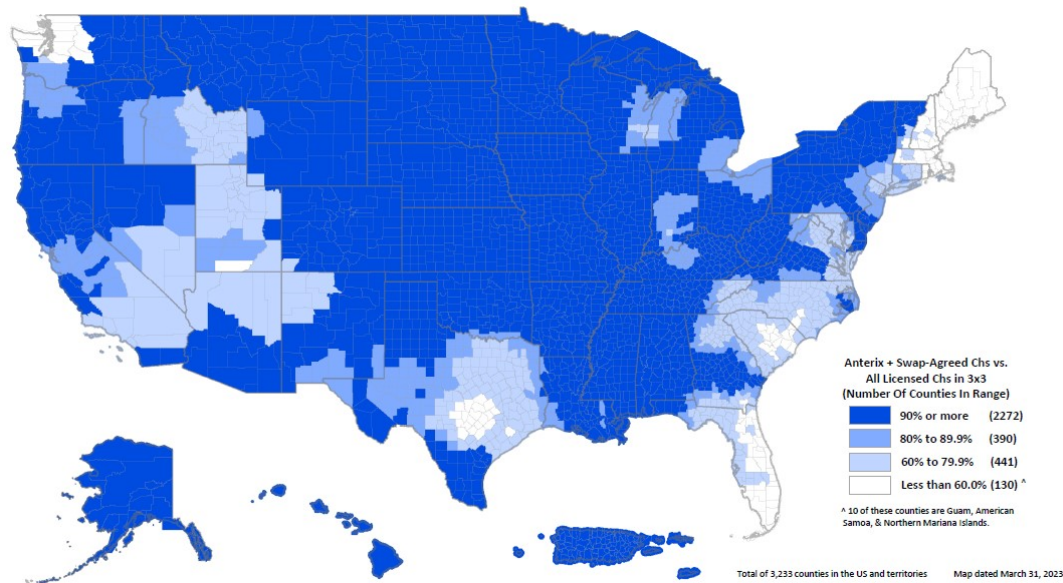 Anterix + Swap-Agreed Chs vs.
All Licensed Chs in 3x3
(Number Of Counties In Range)
90% or more (2272)
80% to 89.9% (390)
60% to 79.9% (441)
Less than 60.0% (130) ^
^ 10 of these counties are Guam, American
Samoa, & Northern Mariana Islands.
Total of 3,233 counties in the US and territories Map dated March 31, 2023